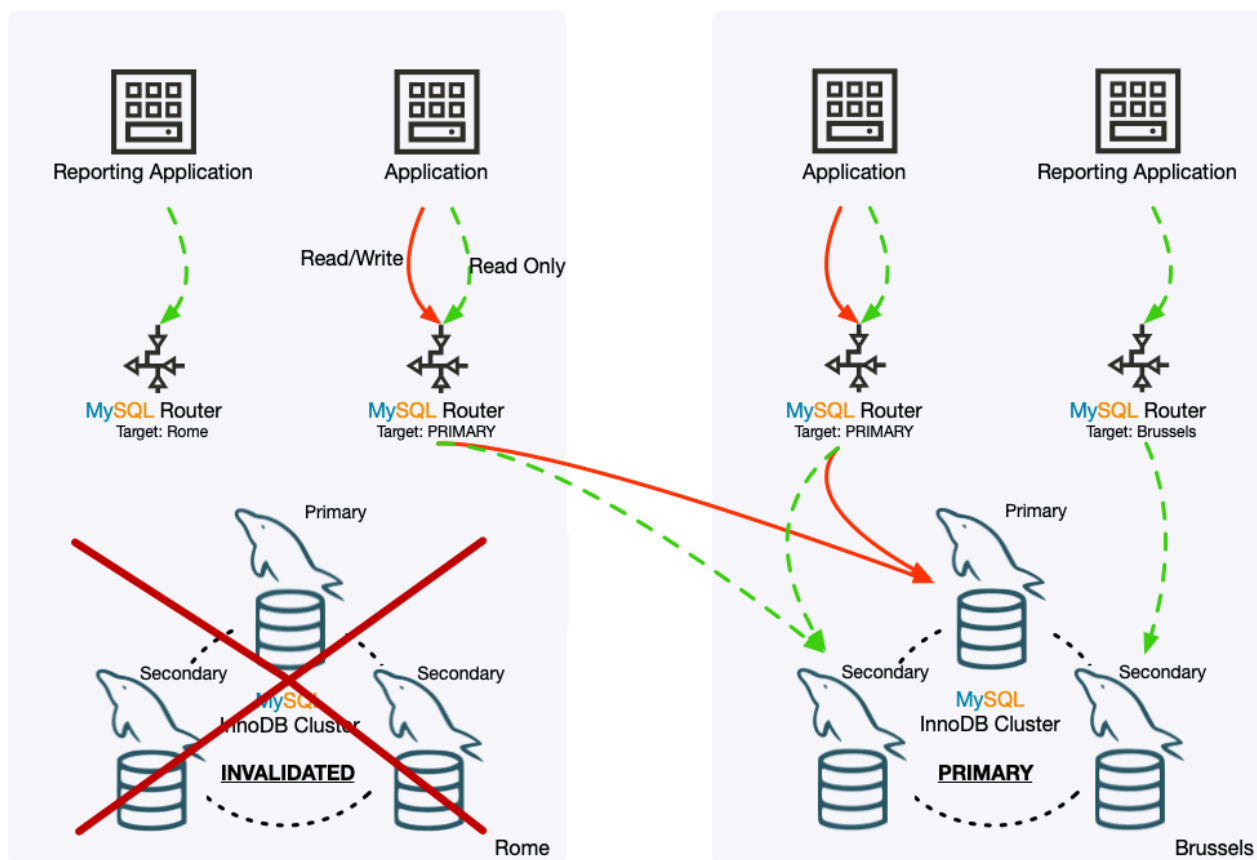 Reporting Application
Application
Application
Reporting Application
Read/Write
Read Only
MySQL Router
Target: Rome
MySQL Router
Target: PRIMARY
MySQL Router
Target: PRIMARY
MySQL Router
Target: Brussels
Primary
Secondary
Secondary
MySQL
InnoDB Cluster
INVALIDATED
Rome
Primary
Secondary
Secondary
MySQL
InnoDB Cluster
PRIMARY
Brussels